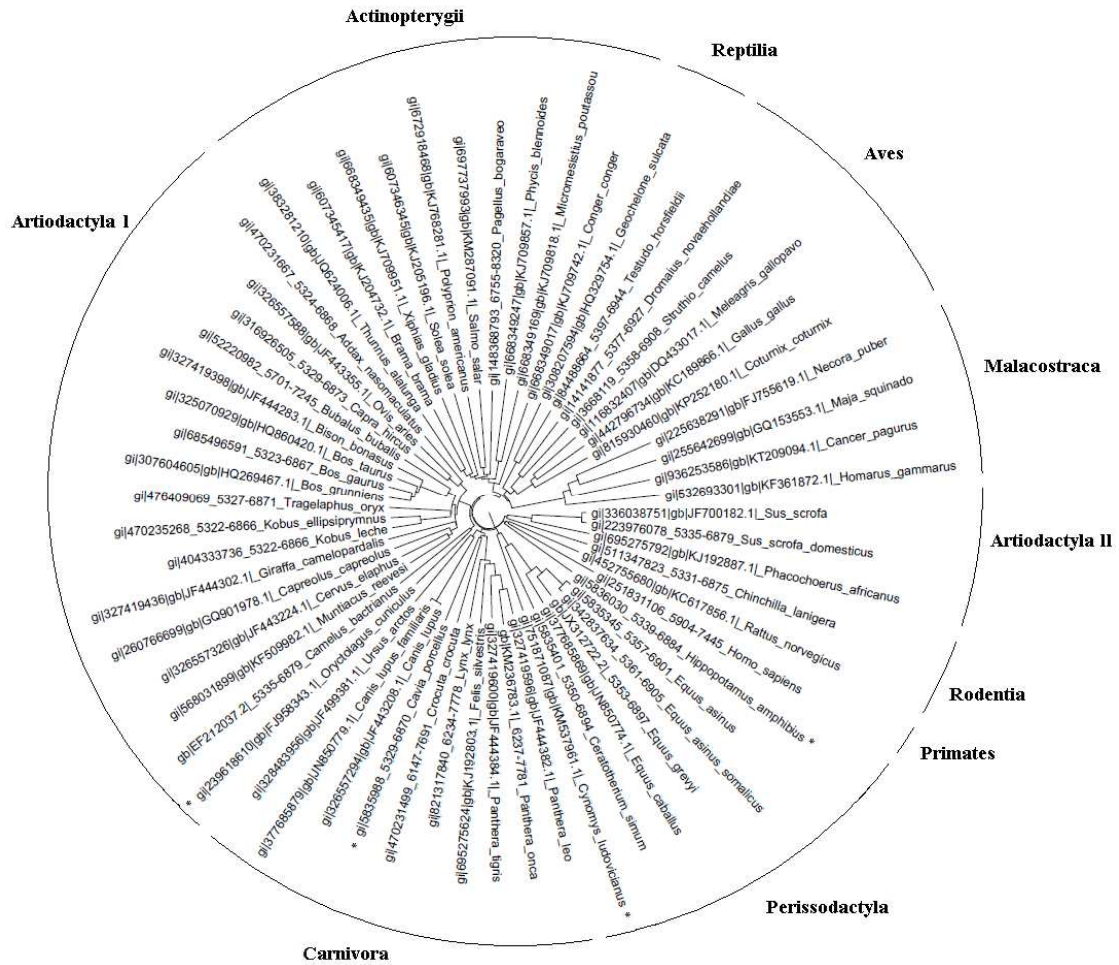 Actinopterygii
Reptilia
Aves
Malacostraca
Artiodactyla ll
Rodentia
Primates
Perissodactyla
Carnivora
Artiodactyla l
gi|148368793_6755-8320_Pagellus_bogaraveo
gi|668349247|gb|KJ709857.1|_Phycis_blennoides
gi|668349169|gb|KJ709818.1|_Micromesistius_poutassou
gi|668349017|gb|KJ709742.1|_Conger_conger
gi|308207594|gb|HQ329754.1|_Geochelone_sulcata
gi|84488664_5397-6944_Testudo_horsfieldii
gi|14141877_5377-6927_Dromaius_novaehollandiae
gi|3668119_5358-6908_Struthio_camelus
gi|116832407|gb|DQ433017.1|_Meleagris_gallopavo
gi|442796734|gb|KC189866.1|_Gallus_gallus
gi|815930460|gb|KP252180.1|_Coturnix_coturnix
gi|225638291|gb|FJ755619.1|_Necora_puber
gi|255642699|gb|GQ153553.1|_Maja_squinado
gi|936253586|gb|KT209094.1|_Cancer_pagurus
gi|532693301|gb|KF361872.1|_Homarus_gammarus
gi|336038751|gb|JF700182.1|_Sus_scrofa
gi|223976078_5335-6879_Sus_scrofa_domesticus
gi|695275792|gb|KJ192887.1|_Phacochoerus_africanus
gi|511347823_5331-6875_Chinchilla_lanigera
gi|452755680|gb|KC617856.1|_Rattus_norvegicus
gi|251831106_5904-7445_Homo_sapiens
gi|5836030_5339-6884_Hippopotamus_amphibius *
gi|5835345_5357-6901_Equus_asinus
gi|342837634_5361-6905_Equus_asinus_somalicus
gb|JX312722.2|_5353-6897_Equus_grevyi
gi|377685869|gb|JN850774.1|_Equus_caballus
gi|5835401_5350-6894_Ceratotherium_simum
gi|751871087|gb|KM537961.1|_Cynomys_ludovicianus *
gi|327419596|gb|JF444382.1|_Panthera_leo
gb|KM236783.1|_6237-7781_Panthera_onca
gi|327419600|gb|JF444384.1|_Panthera_tigris
gi|695275624|gb|KJ192803.1|_Felis_silvestris
gi|821317840_6234-7778_Lynx_lynx
gi|470231499_6147-7691_Crocuta_crocuta
* gi|5835988_5329-6870_Cavia_porcellus
gi|326557294|gb|JF443208.1|_Canis_lupus
gi|377685879|gb|JN850779.1|_Canis_lupus_familiaris
gi|328483956|gb|JF499381.1|_Ursus_arctos
* gi|239618610|gb|FJ958343.1|_Oryctolagus_cuniculus
gb|EF212037.2|_5335-6879_Camelus_bactrianus
gi|568031899|gb|KF509982.1|_Muntiacus_reevesi
gi|326557326|gb|JF443224.1|_Cervus_elaphus
gi|260766699|gb|GQ901978.1|_Capreolus_capreolus
gi|327419436|gb|JF444302.1|_Giraffa_camelopardalis
gi|404333736_5322-6866_Kobus_leche
gi|470235268_5322-6866_Kobus_ellipsiprymnus
gi|476409069_5327-6871_Tragelaphus_oryx
gi|307604605|gb|HQ269467.1|_Bos_grunniens
gi|685496591_5323-6867_Bos_gaurus
gi|325070929|gb|HQ860420.1|_Bos_taurus
gi|327419398|gb|JF444283.1|_Bison_bonasus
gi|52220982_5701-7245_Bubalus_bubalis
gi|316926505_5329-6873_Capra_hircus
gi|326557588|gb|JF443355.1|_Ovis_aries
gi|470231667_5324-6868_Addax_nasomaculatus
gi|383281210|gb|JQ624006.1|_Thunnus_alalunga
gi|607345417|gb|KJ204732.1|_Brama_brama
gi|668349435|gb|KJ709951.1|_Xiphias_gladius
gi|607346345|gb|KJ205196.1|_Solea_solea
gi|672918468|gb|KJ768281.1|_Polyprion_americanus
gi|697737993|gb|KM287091.1|_Salmo_salar